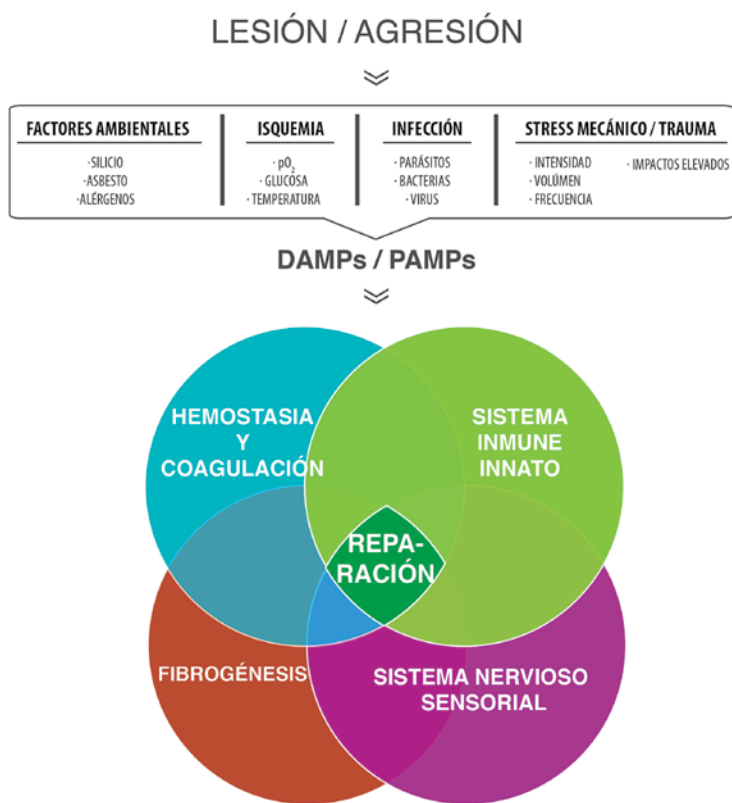 LESIÓN / AGRESIÓN
FACTORES AMBIENTALES
·SILICIO
·ASBESTO
·ALÉRGENOS
ISQUEMIA
· pO₂
·GLUCOSA
·TEMPERATURA
INFECCIÓN
·PARÁSITOS
·BACTERIAS
·VIRUS
STRESS MECÁNICO / TRAUMA
·INTENSIDAD
·VOLÚMEN
·FRECUENCIA
·IMPACTOS ELEVADOS
DAMPs / PAMPs
HEMOSTASIA
Y
COAGULACIÓN
SISTEMA
INMUNE
INNATO
REPA-
RACIÓN
FIBROGÉNESIS
SISTEMA NERVIOSO
SENSORIAL